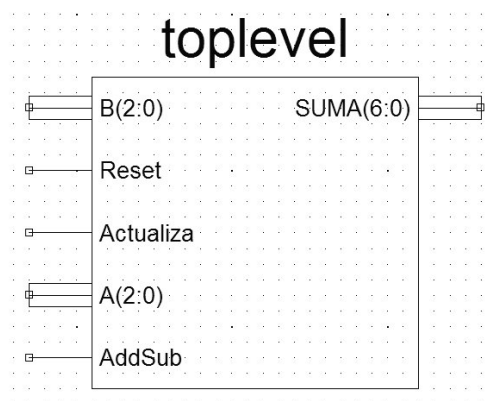 toplevel
B(2:0) SUMA(6:0)
Reset
Actualiza
A(2:0)
AddSub